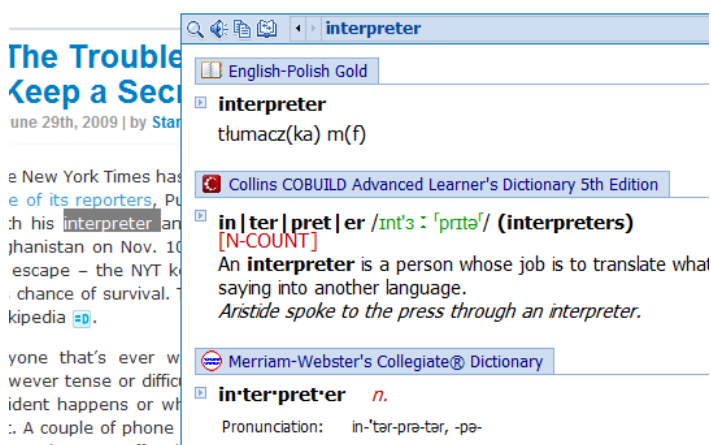 The Trouble
Keep a Sec
une 29th, 2009 | by Star
e New York Times has
e of its reporters, Pu
th his interpreter an
ghanistan on Nov. 10
escape – the NYT k
chance of survival.
kipedia
yone that's ever w
wever tense or diffic
ident happens or wh
. A couple of phone
interpreter
English-Polish Gold
interpreter
tłumacz(ka) m(f)
Collins COBUILD Advanced Learner's Dictionary 5th Edition
in|ter|pret|er /ɪntɜːʳprɪtəʳ/ (interpreters)
[N-COUNT]
An interpreter is a person whose job is to translate what
saying into another language.
Aristide spoke to the press through an interpreter.
Merriam-Webster's Collegiate® Dictionary
in·ter·pret·er n.
Pronunciation: in-'tər-prə-tər, -pə-